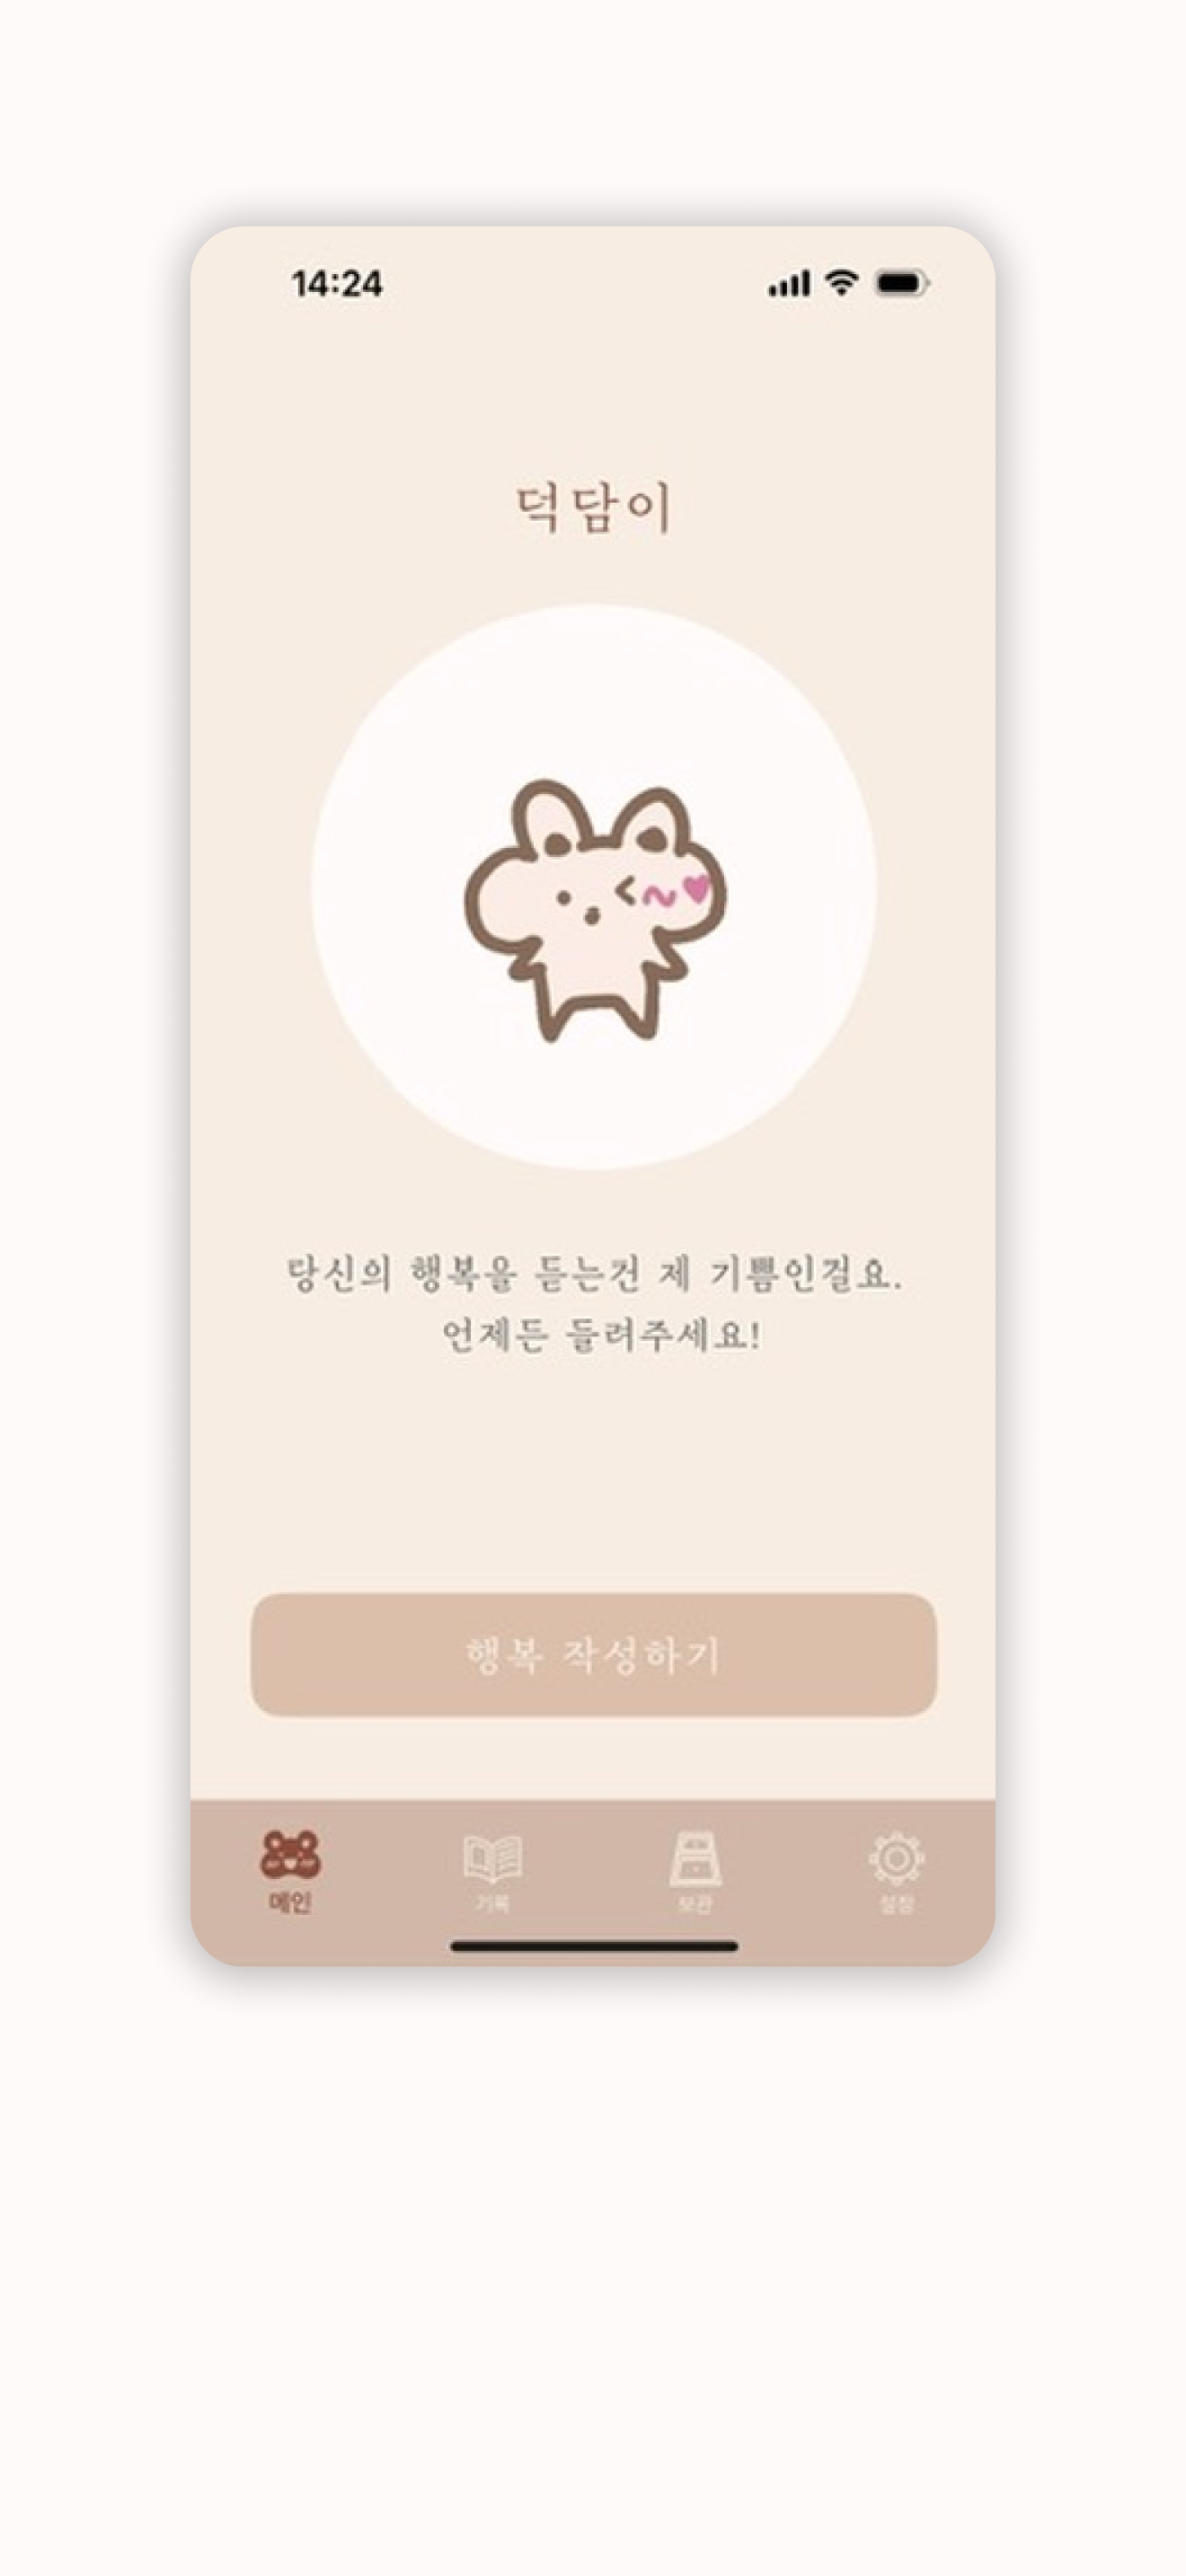 14:24
덕담이
당신의 행복을 듣는건 제 기쁨인걸요.
언제든 들려주세요!
행복 작성하기
메인
기록
보관
설정